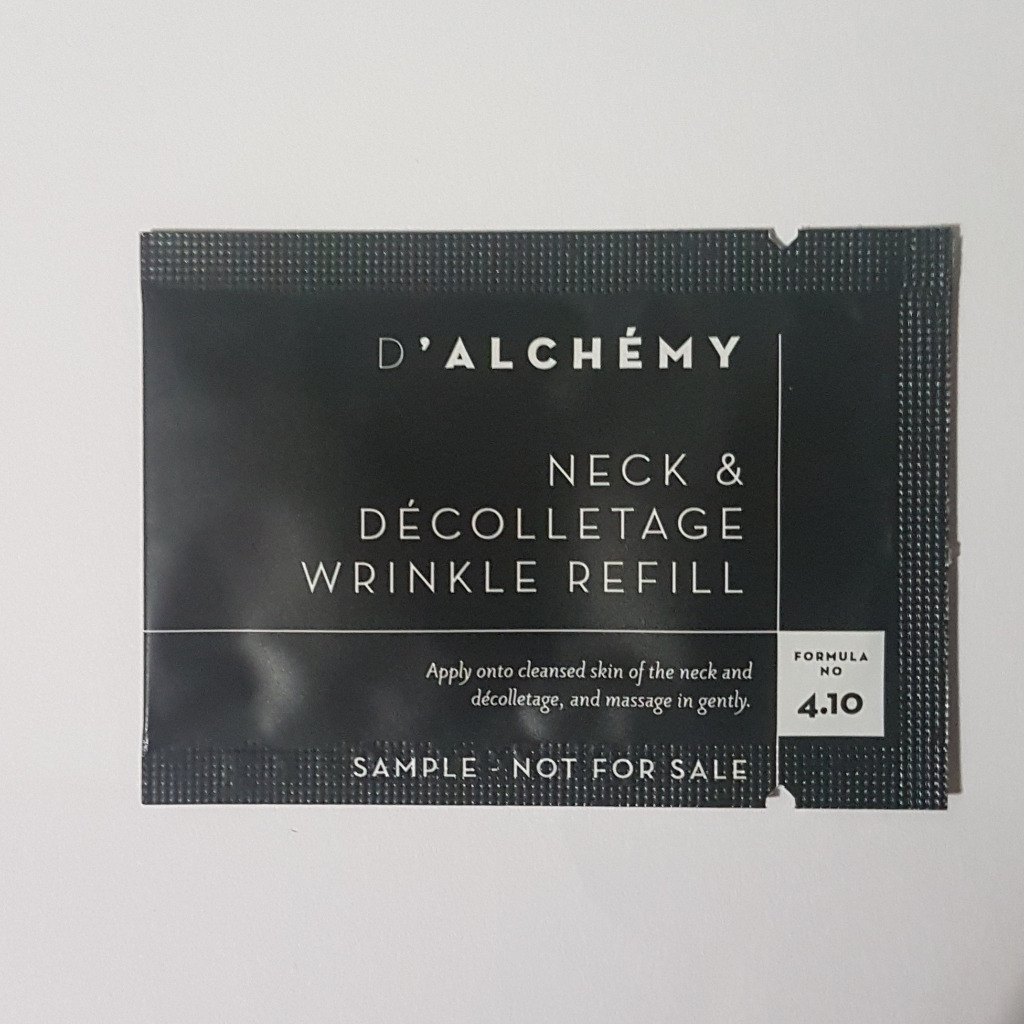 D'ALCHÉMY
NECK &
DÉCOLLETAGE
WRINKLE REFILL
Apply onto cleansed skin of the neck and
décolletage, and massage in gently.
FORMULA
NO
4.10
SAMPLE - NOT FOR SALE